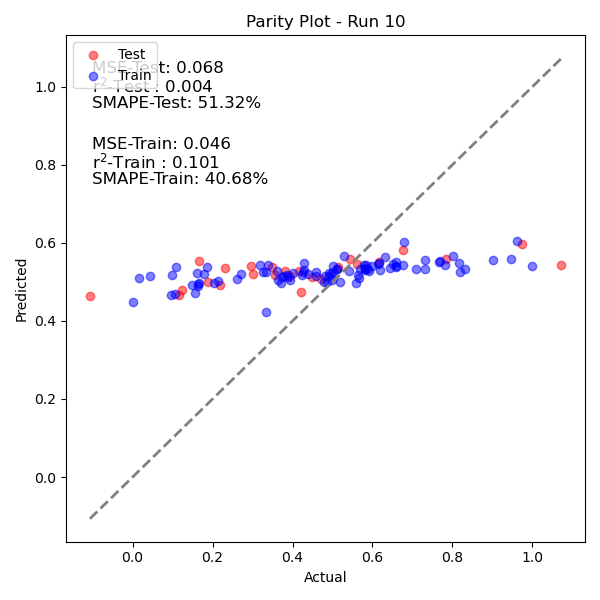 Parity Plot - Run 10
Test
Train
MSE-Test: 0.068
r²-Test : 0.004
SMAPE-Test: 51.32%
MSE-Train: 0.046
r²-Train : 0.101
SMAPE-Train: 40.68%
Predicted
1.0
0.8
0.6
0.4
0.2
0.0
0.0 0.2 0.4 0.6 0.8 1.0
Actual